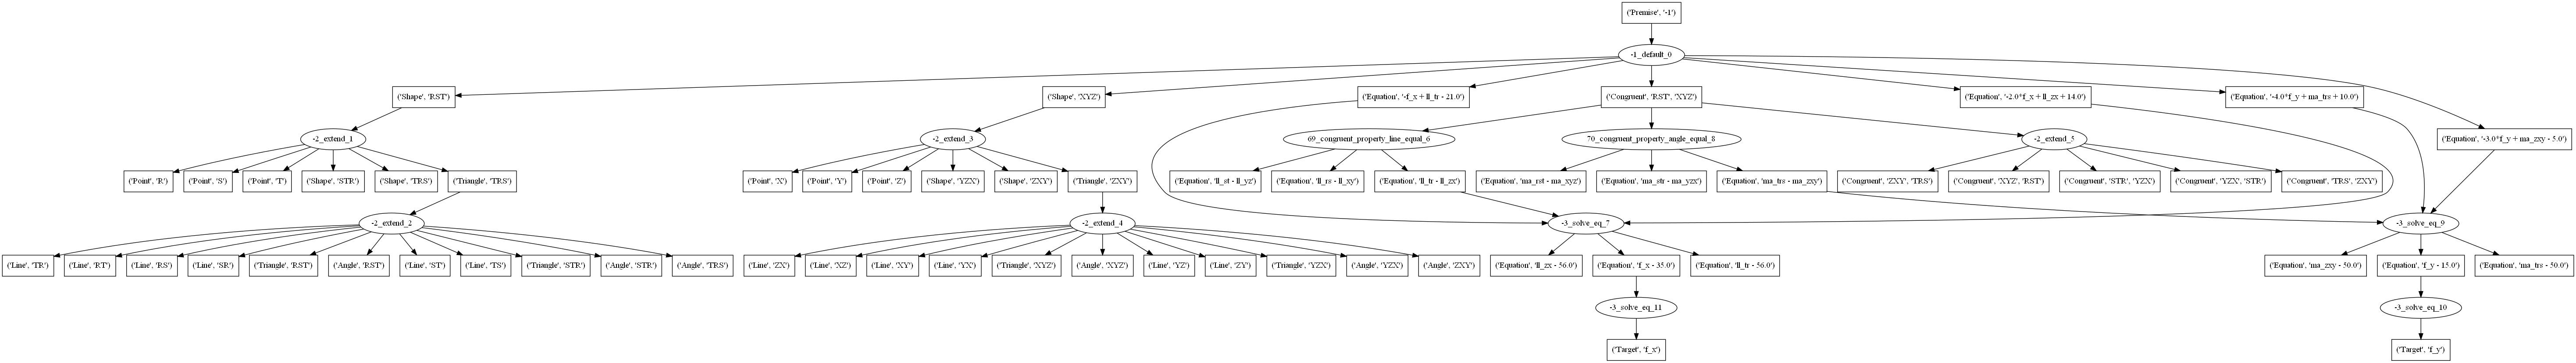 ('Premise', '-1')
-1_default_0
('Shape', 'RST')
('Shape', 'XYZ')
('Equation', '-f_x + ll_tr - 21.0')
('Congruent', 'RST', 'XYZ')
('Equation', '-2.0*f_x + ll_zx + 14.0')
('Equation', '-4.0*f_y + ma_trs + 10.0')
-2_extend_1
-2_extend_3
69_congruent_property_line_equal_6
70_congruent_property_angle_equal_8
-2_extend_5
('Equation', '-3.0*f_y + ma_zxy - 5.0')
('Point', 'R')
('Point', 'S')
('Point', 'T')
('Shape', 'STR')
('Shape', 'TRS')
('Triangle', 'TRS')
('Point', 'X')
('Point', 'Y')
('Point', 'Z')
('Shape', 'YZX')
('Shape', 'ZXY')
('Triangle', 'ZXY')
('Equation', 'll_st - ll_yz')
('Equation', 'll_rs - ll_xy')
('Equation', 'll_tr - ll_zx')
('Equation', 'ma_rst - ma_xyz')
('Equation', 'ma_str - ma_yzx')
('Equation', 'ma_trs - ma_zxy')
('Congruent', 'ZXY', 'TRS')
('Congruent', 'XYZ', 'RST')
('Congruent', 'STR', 'YZX')
('Congruent', 'YZX', 'STR')
('Congruent', 'TRS', 'ZXY')
-2_extend_2
-2_extend_4
-3_solve_eq_7
-3_solve_eq_9
('Line', 'TR')
('Line', 'RT')
('Line', 'RS')
('Line', 'SR')
('Triangle', 'RST')
('Angle', 'RST')
('Line', 'ST')
('Line', 'TS')
('Triangle', 'STR')
('Angle', 'STR')
('Angle', 'TRS')
('Line', 'ZX')
('Line', 'XZ')
('Line', 'XY')
('Line', 'YX')
('Triangle', 'XYZ')
('Angle', 'XYZ')
('Line', 'YZ')
('Line', 'ZY')
('Triangle', 'YZX')
('Angle', 'YZX')
('Angle', 'ZXY')
('Equation', 'll_zx - 56.0')
('Equation', 'f_x - 35.0')
('Equation', 'll_tr - 56.0')
('Equation', 'ma_zxy - 50.0')
('Equation', 'f_y - 15.0')
('Equation', 'ma_trs - 50.0')
-3_solve_eq_11
-3_solve_eq_10
('Target', 'f_x')
('Target', 'f_y')